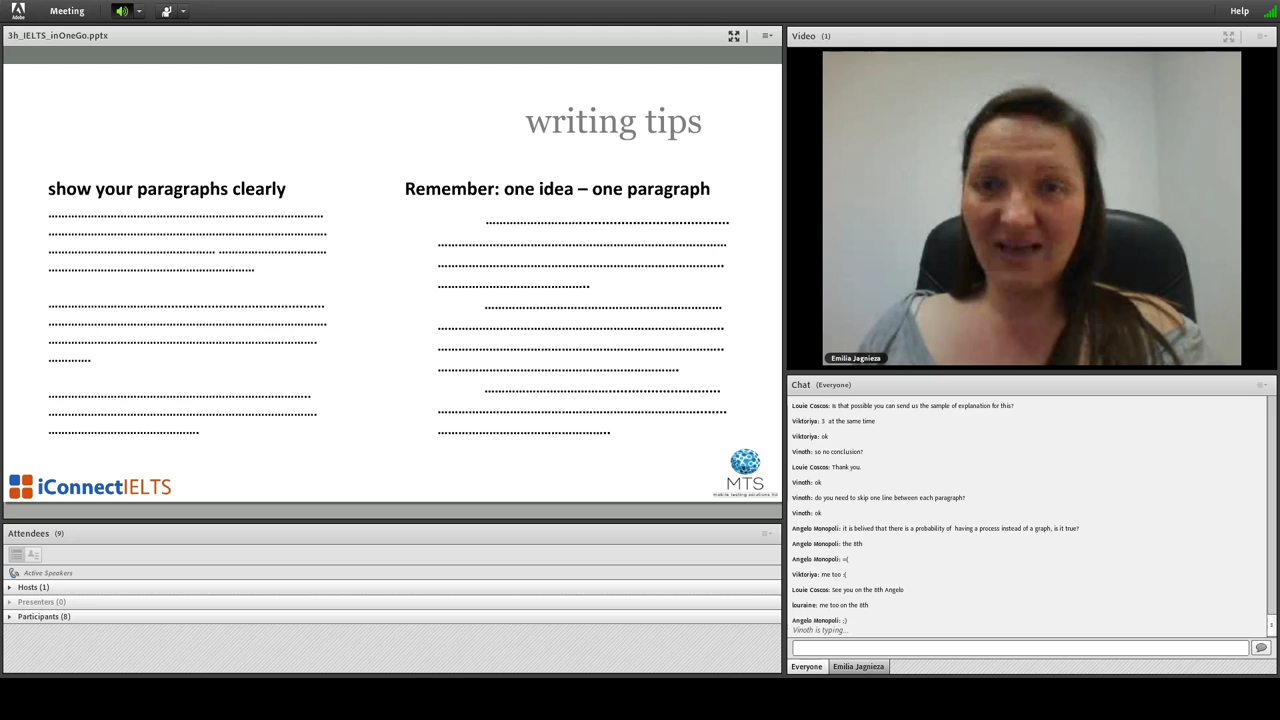 Adobe
Meeting
Help
3h_IELTS_inOneGo.pptx
writing tips
show your paragraphs clearly
Remember: one idea – one paragraph
iConnectIELTS
MTS
mobile testing solutions ltd
Attendees (9)
Active Speakers
Hosts (1)
Presenters (0)
Participants (8)
Video (1)
Emilia Jagnieza
Chat (Everyone)
Louie Coscos: Is that possible you can send us the sample of explanation for this?
Viktoriya: 3 at the same time
Viktoriya: ok
Vinoth: so no conclusion?
Louie Coscos: Thank you.
Vinoth: ok
Vinoth: do you need to skip one line between each paragraph?
Vinoth: ok
Angelo Monopoli: it is belived that there is a probability of having a process instead of a graph, is it true?
Angelo Monopoli: the 8th
Angelo Monopoli: =(
Viktoriya: me too :(
Louie Coscos: See you on the 8th Angelo
louraine: me too on the 8th
Angelo Monopoli: ;)
Vinoth is typing...
Everyone
Emilia Jagnieza